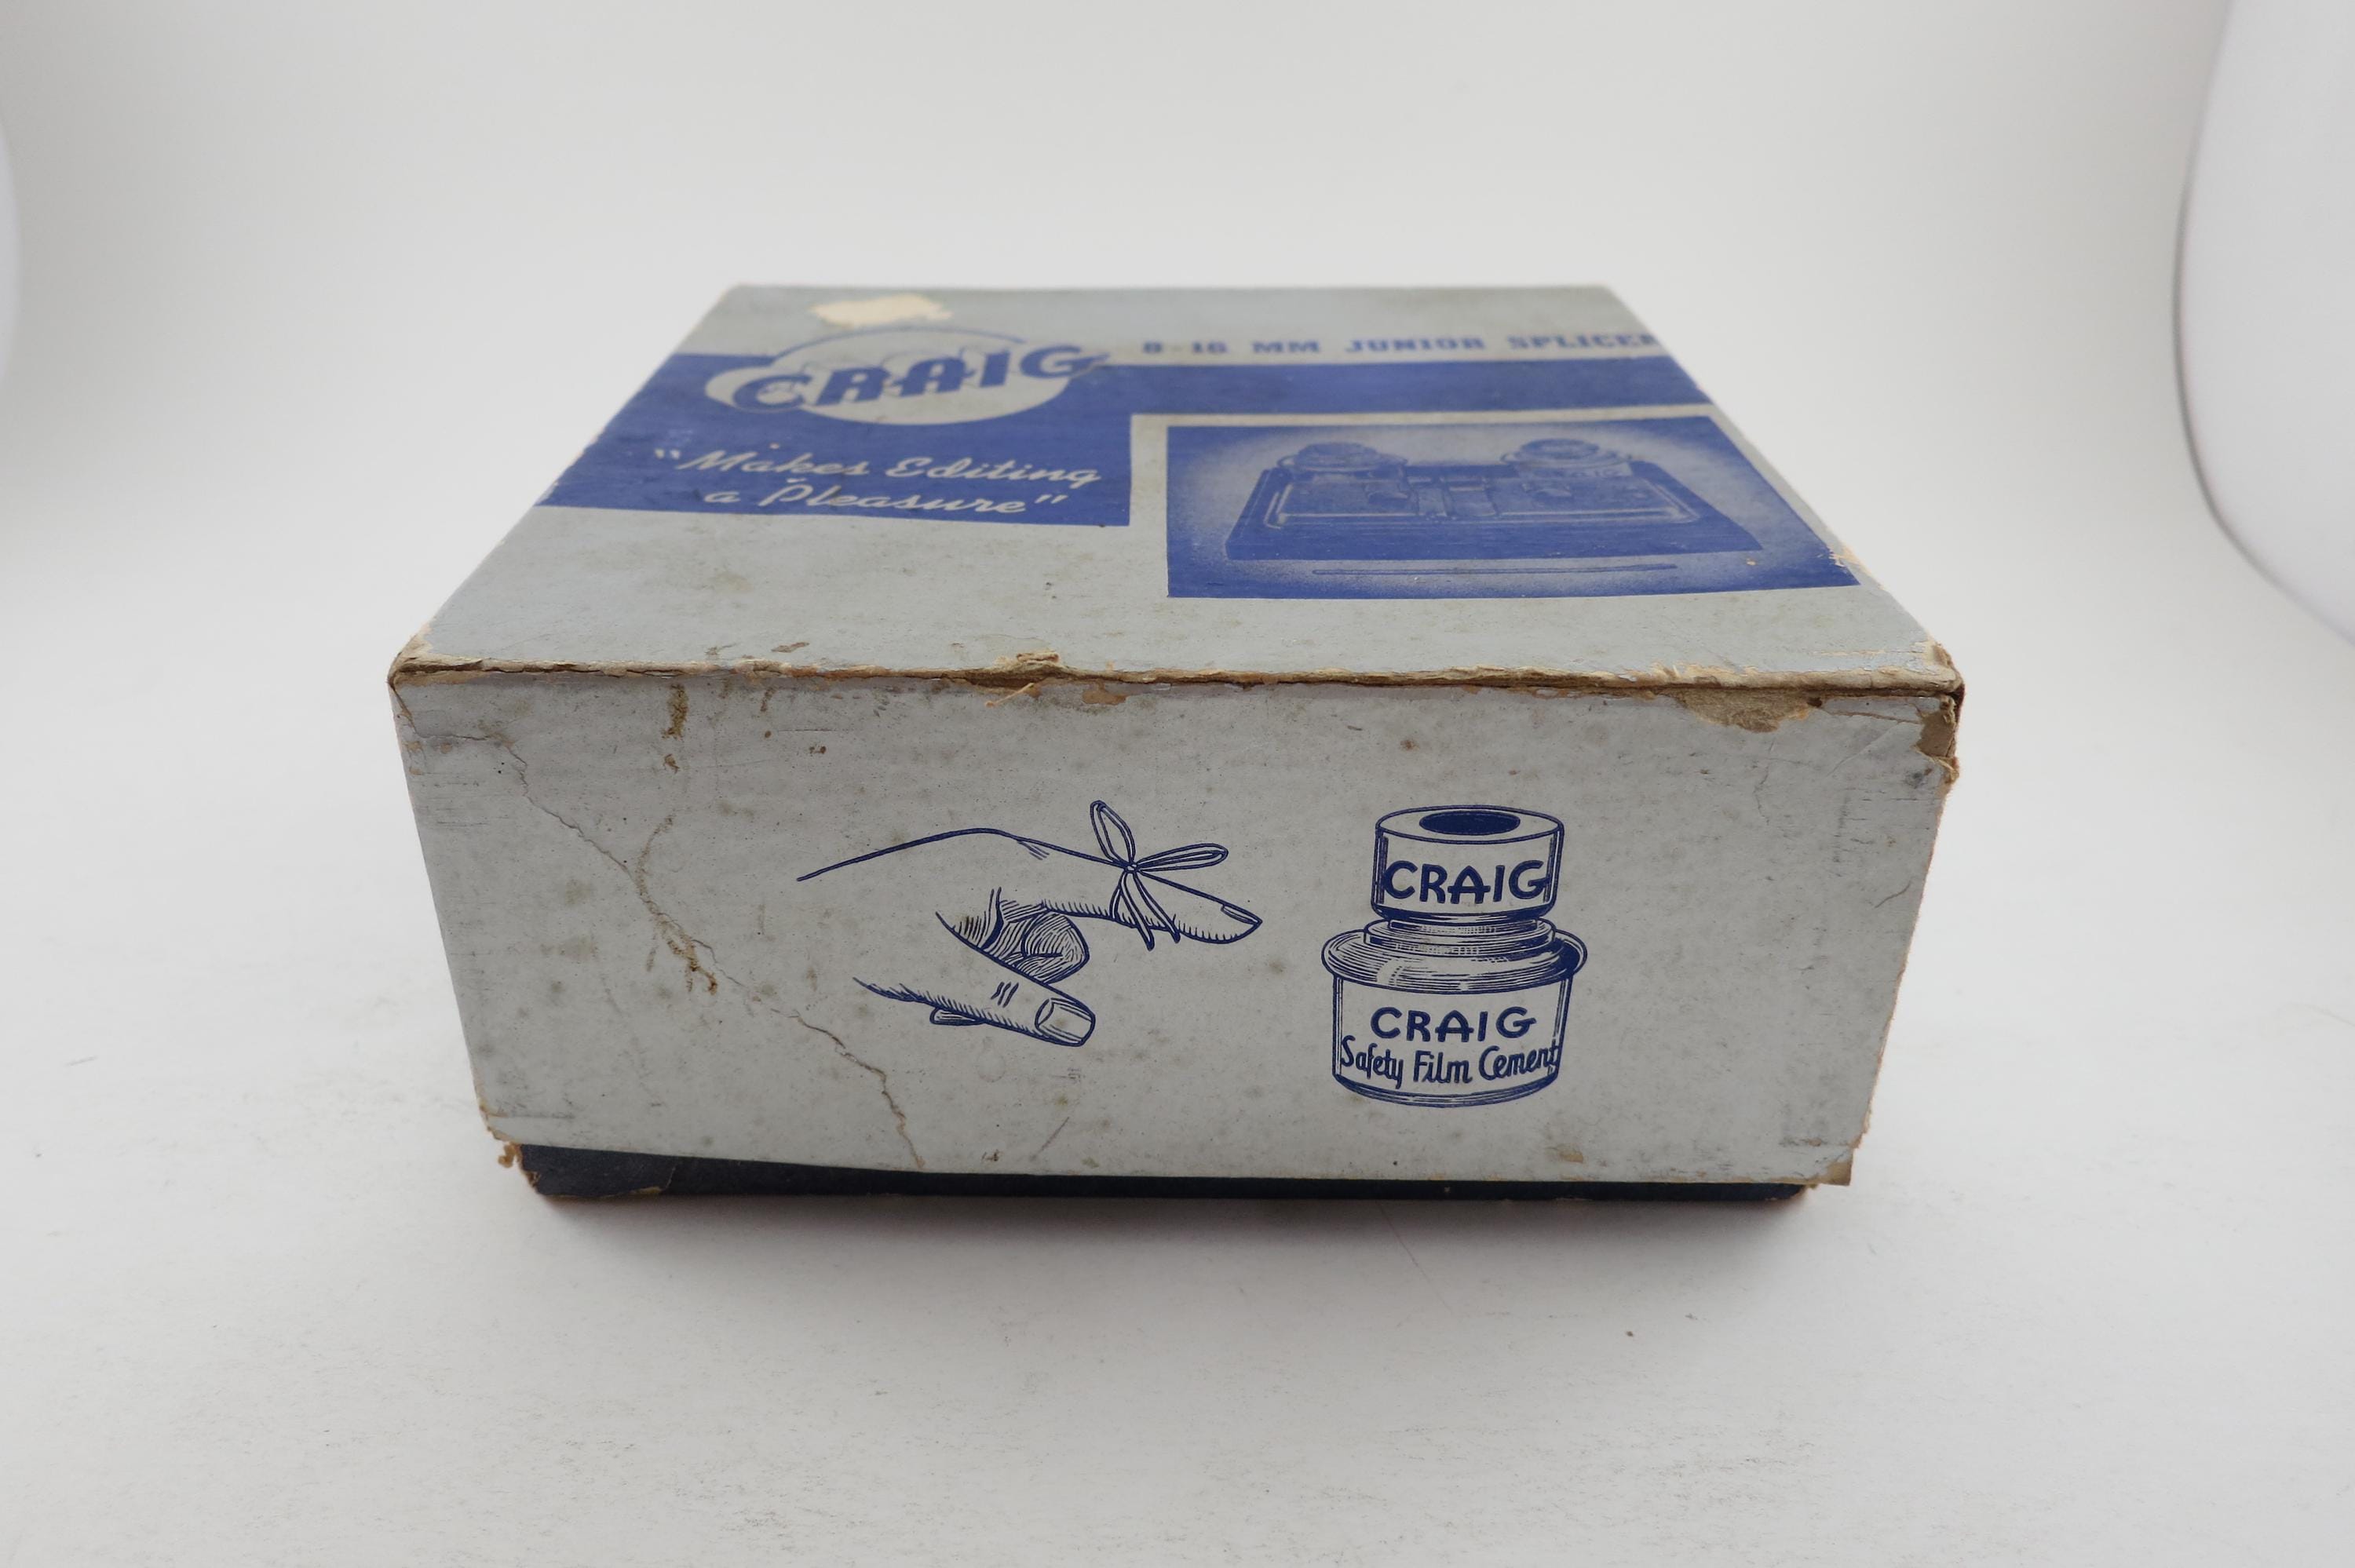 CRAIG
8-16 MM JUNIOR SPLICER
"Makes Editing
a Pleasure"
CRAIG
CRAIG
Safety Film Cement